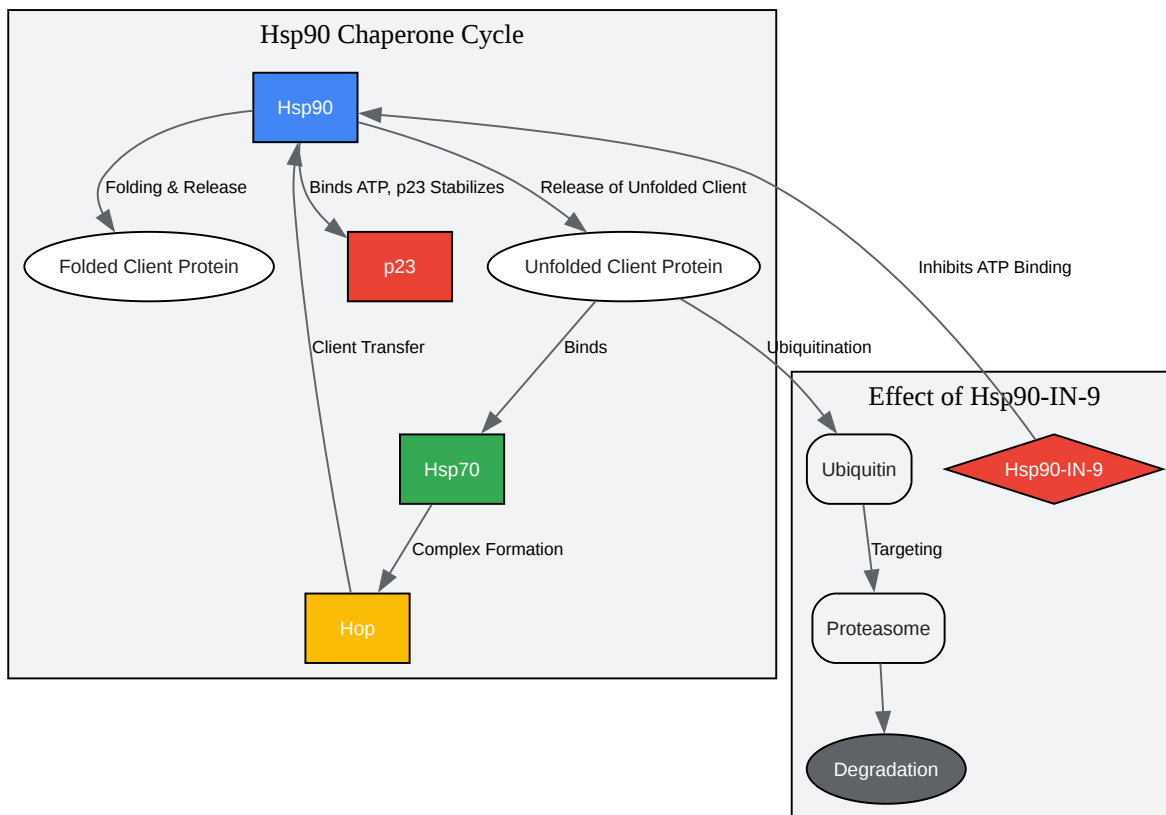 Hsp90 Chaperone Cycle
Hsp90
Folding & Release
Binds ATP, p23 Stabilizes
Release of Unfolded Client
Folded Client Protein
p23
Unfolded Client Protein
Inhibits ATP Binding
Client Transfer
Binds
Ubiquitination
Effect of Hsp90-IN-9
Hsp70
Ubiquitin
Hsp90-IN-9
Complex Formation
Targeting
Hop
Proteasome
Degradation